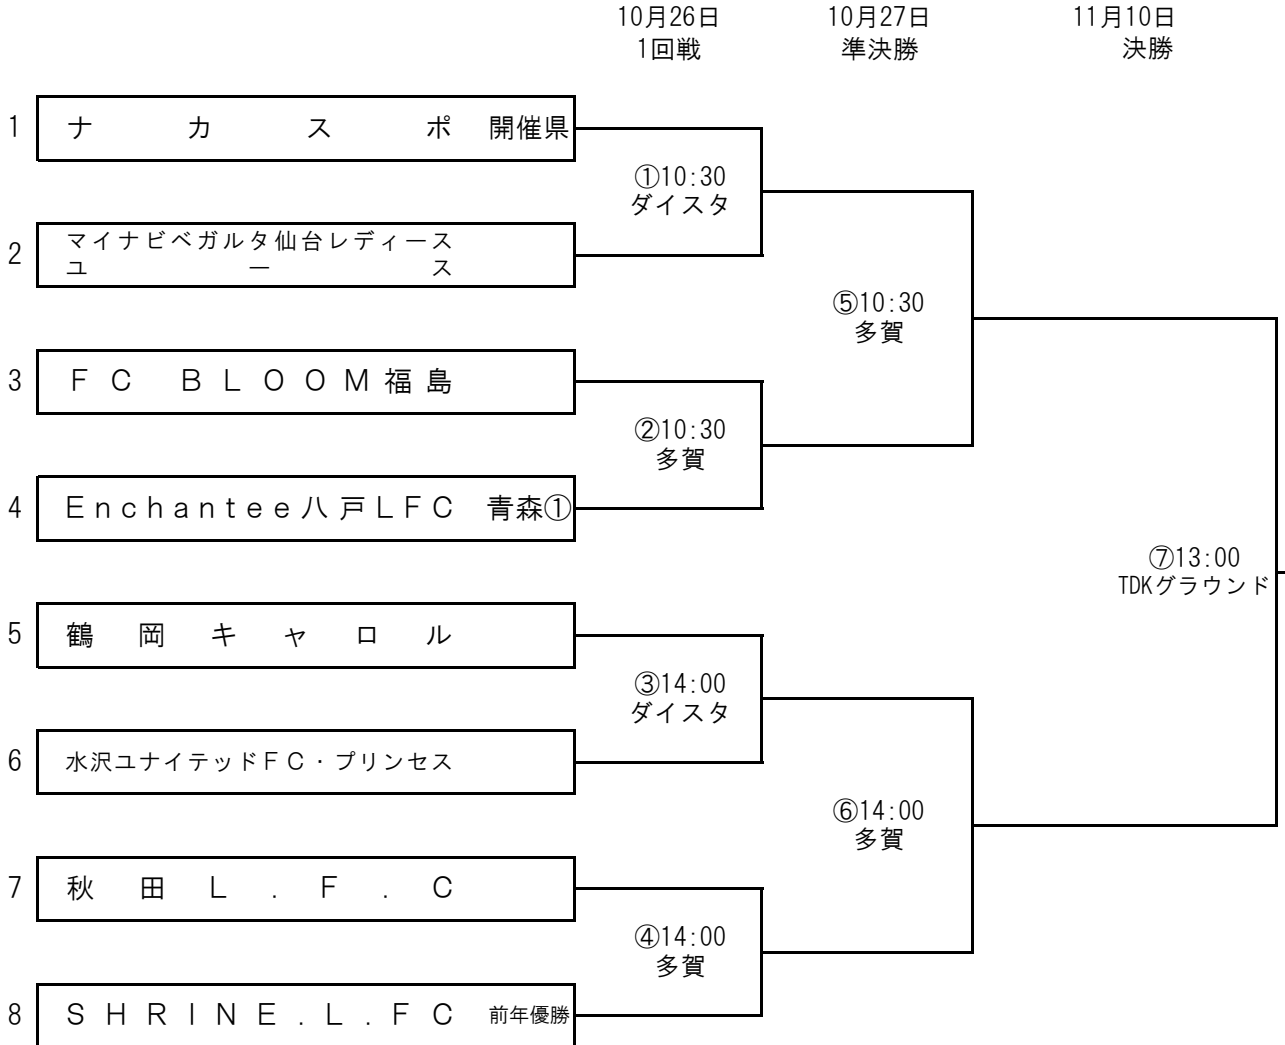 10月26日 10月27日 11月10日
1回戦 準決勝 決勝
1 ナカスポ 開催県
①10:30
ダイスタ
2 マイナビベガルタ仙台レディース
ユース
⑤10:30
多賀
3 ＦＣ ＢＬＯＯＭ福島
②10:30
多賀
4 Ｅｎｃｈａｎｔｅｅ八戸ＬＦＣ 青森①
⑦13:00
TDKグラウンド
5 鶴岡キャロル
③14:00
ダイスタ
6 水沢ユナイテッドＦＣ・プリンセス
⑥14:00
多賀
7 秋田Ｌ．Ｆ．Ｃ
④14:00
多賀
8 ＳＨＲＩＮＥ．Ｌ．ＦＣ 前年優勝